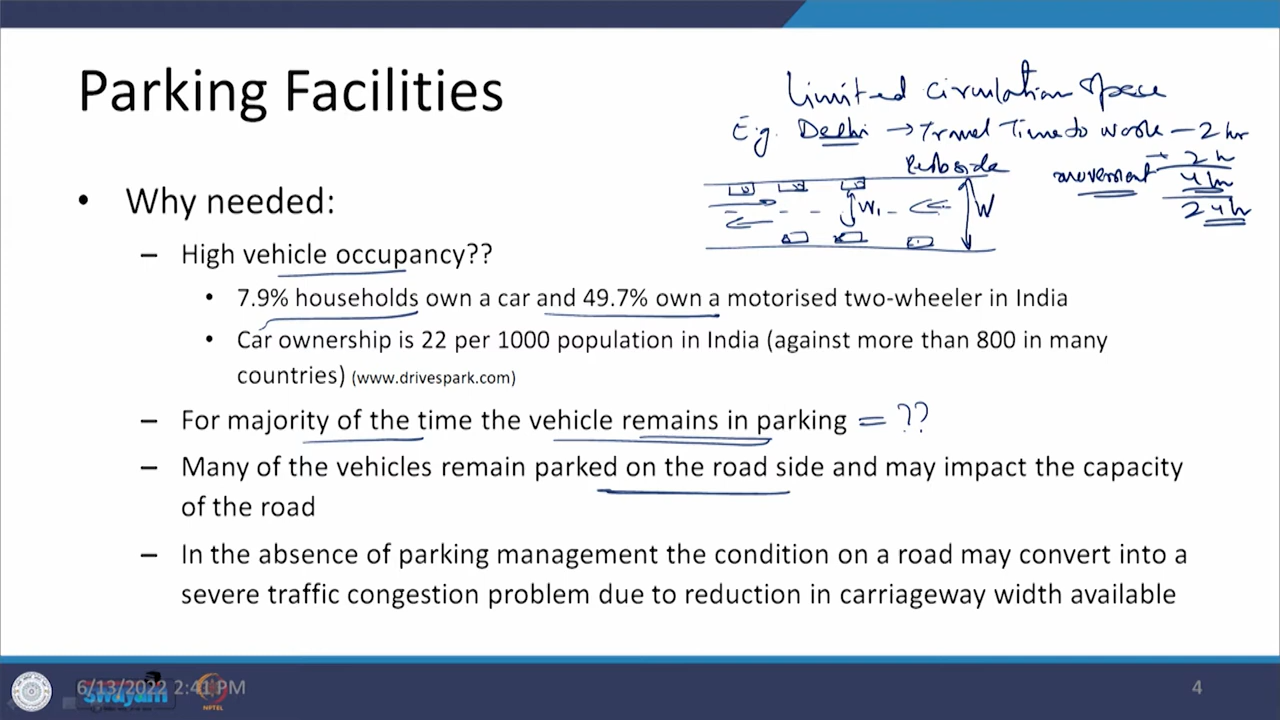 Parking Facilities
Limited circulation space
E.g. Delhi → Travel Time to work – 2 hr
2 h
movement
4 hr
24 hr
Kerbside
W1
W
• Why needed:
– High vehicle occupancy??
• 7.9% households own a car and 49.7% own a motorised two-wheeler in India
• Car ownership is 22 per 1000 population in India (against more than 800 in many
countries) (www.drivespark.com)
– For majority of the time the vehicle remains in parking = ??
– Many of the vehicles remain parked on the road side and may impact the capacity
of the road
– In the absence of parking management the condition on a road may convert into a
severe traffic congestion problem due to reduction in carriageway width available
6/13/2022 2:41 PM
swayam
NPTEL
4